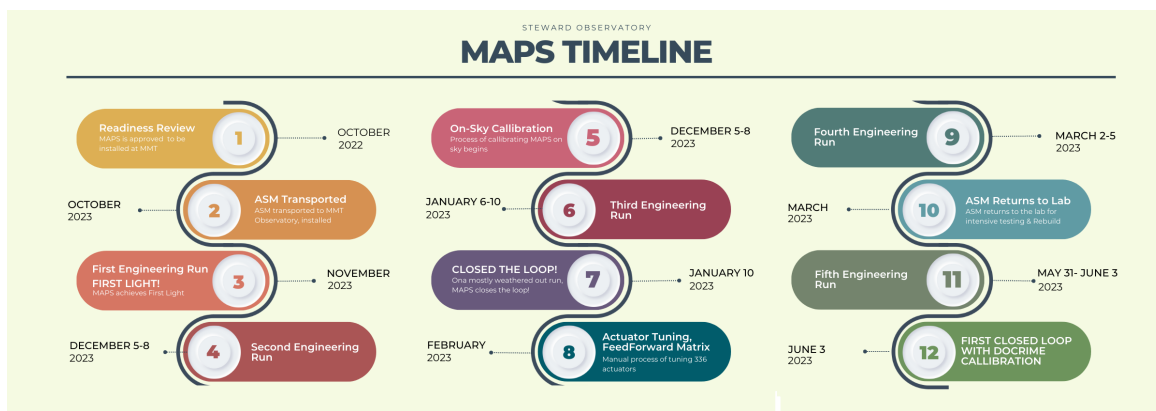 STEWARD OBSERVATORY
MAPS TIMELINE
Readiness Review
MAPS is approved to be
installed at MMT
1
OCTOBER
2022
OCTOBER
2023
2
ASM Transported
ASM transported to MMT
Observatory, installed
First Engineering Run
FIRST LIGHT!
MAPS achieves First Light
3
NOVEMBER
2023
DECEMBER 5-8
2023
4
Second Engineering
Run
On-Sky Callibration
Process of callibrating MAPS on
sky begins
5
DECEMBER 5-8
2023
JANUARY 6-10
2023
6
Third Engineering
Run
CLOSED THE LOOP!
Ona mostly weathered out run,
MAPS closes the loop!
7
JANUARY 10
2023
FEBRUARY
2023
8
Actuator Tuning,
FeedForward Matrix
Manual process of tuning 336
actuators
Fourth Engineering
Run
9
MARCH 2-5
2023
MARCH
2023
10
ASM Returns to Lab
ASM returns to the lab for
intensive testing & Rebuild
Fifth Engineering
Run
11
MAY 31- JUNE 3
2023
JUNE 3
2023
12
FIRST CLOSED LOOP
WITH DOCRIME
CALLIBRATION